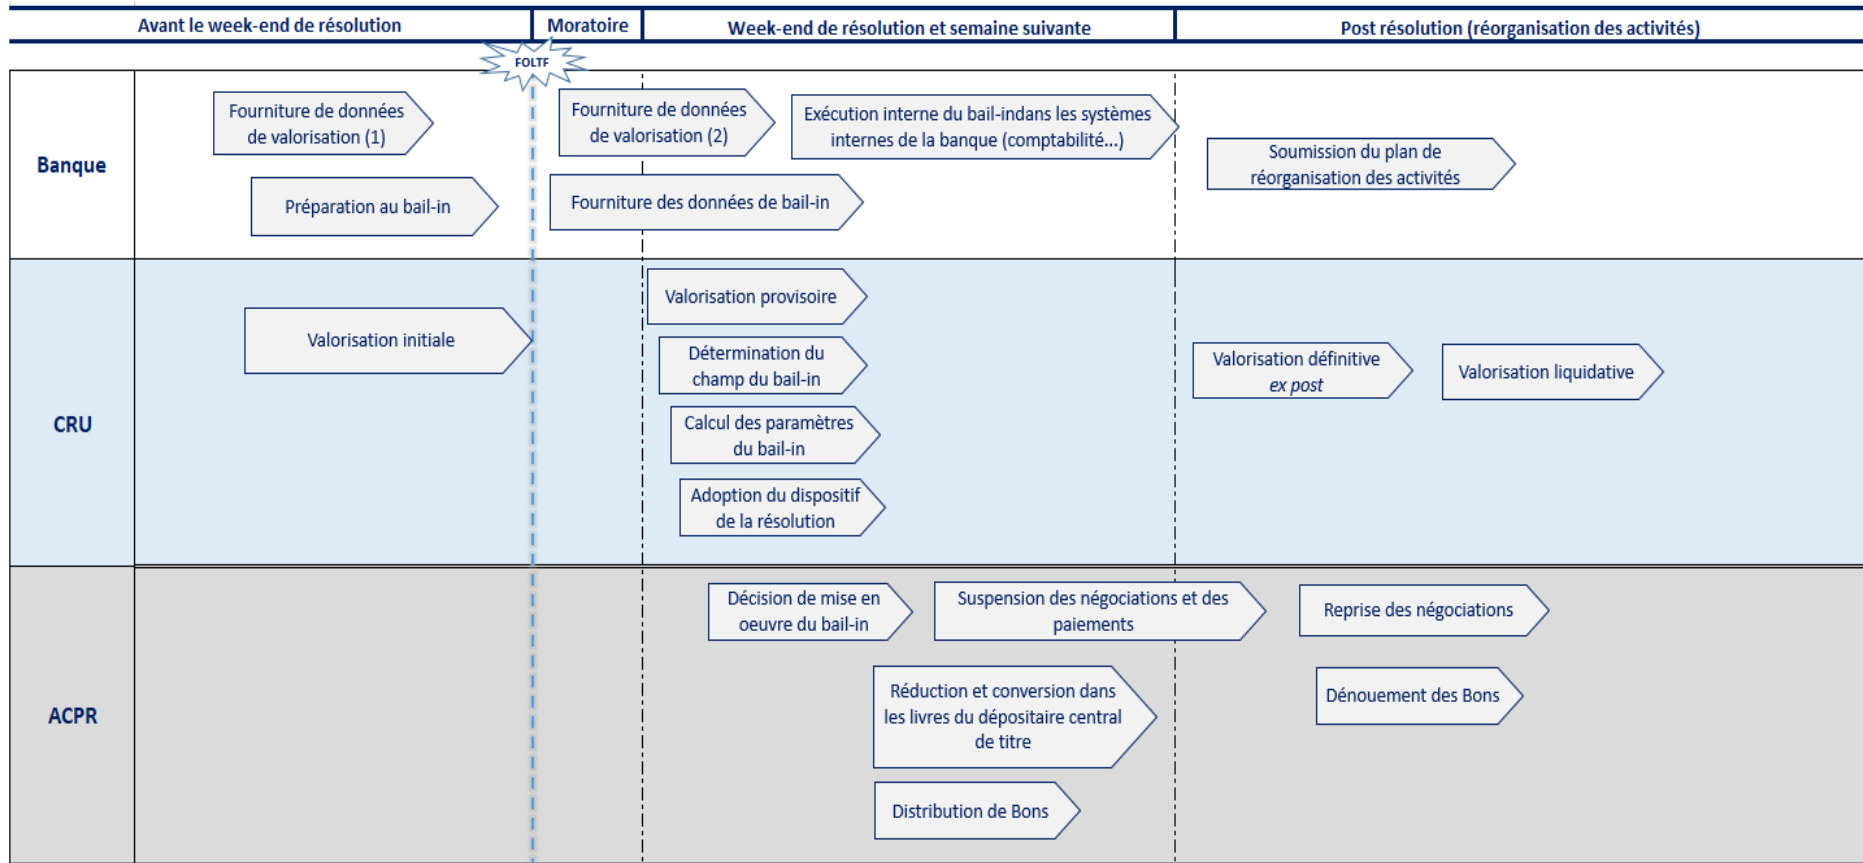 Avant le week-end de résolution
Moratoire
Week-end de résolution et semaine suivante
Post résolution (réorganisation des activités)
FOLTF
Banque
Fourniture de données
de valorisation (1)
Fourniture de données
de valorisation (2)
Exécution interne du bail-indans les systèmes
internes de la banque (comptabilité...)
Soumission du plan de
réorganisation des activités
Préparation au bail-in
Fourniture des données de bail-in
CRU
Valorisation initiale
Valorisation provisoire
Détermination du
champ du bail-in
Calcul des paramètres
du bail-in
Adoption du dispositif
de la résolution
Valorisation définitive
ex post
Valorisation liquidative
ACPR
Décision de mise en
oeuvre du bail-in
Suspension des négociations et des
paiements
Reprise des négociations
Réduction et conversion dans
les livres du dépositaire central
de titre
Dénouement des Bons
Distribution de Bons